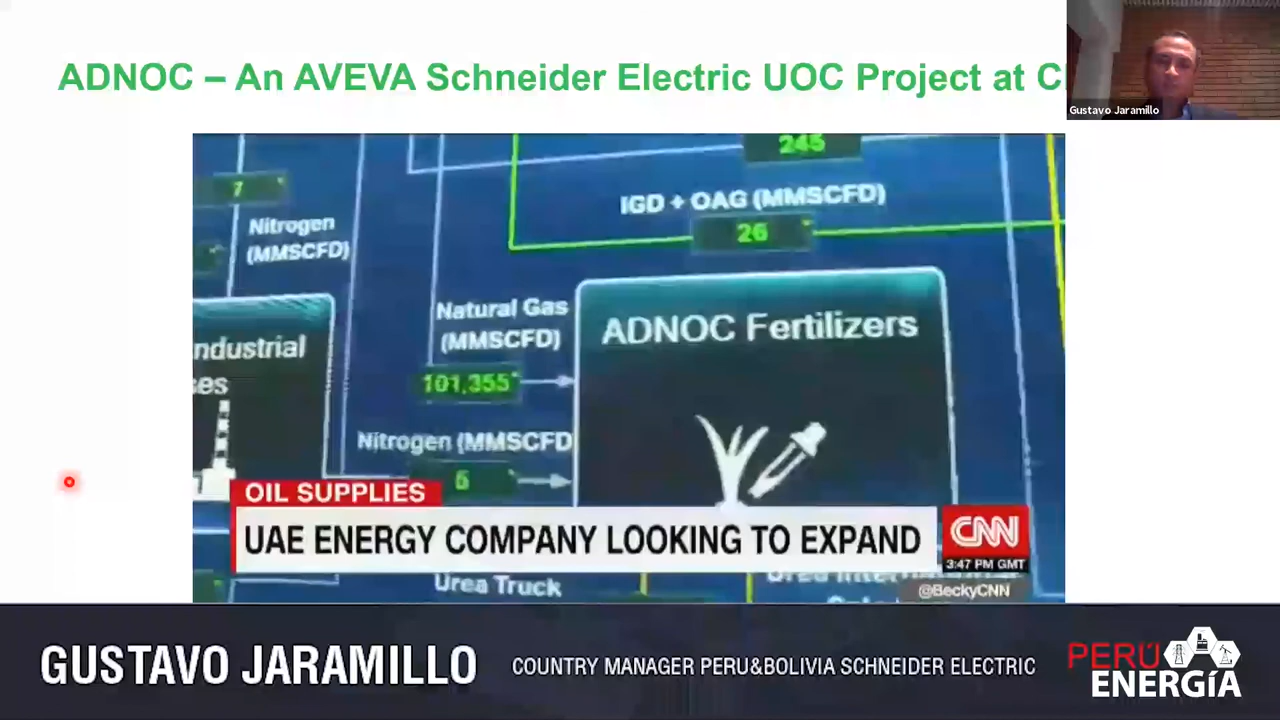 ADNOC – An AVEVA Schneider Electric UOC Project at
Gustavo Jaramillo
245
IGD + OAG (MMSCFD)
26
7
Nitrogen
(MMSCFD)
Natural Gas
(MMSCFD)
101,355
ADNOC Fertilizers
ndustrial
ses
Nitrogen (MMSCFD
OIL SUPPLIES
UAE ENERGY COMPANY LOOKING TO EXPAND
CNN
3:47 PM GMT
Urea Truck
@BeckyCNN
GUSTAVO JARAMILLO
COUNTRY MANAGER PERU&BOLIVIA SCHNEIDER ELECTRIC
PERÚ
ENERGÍA